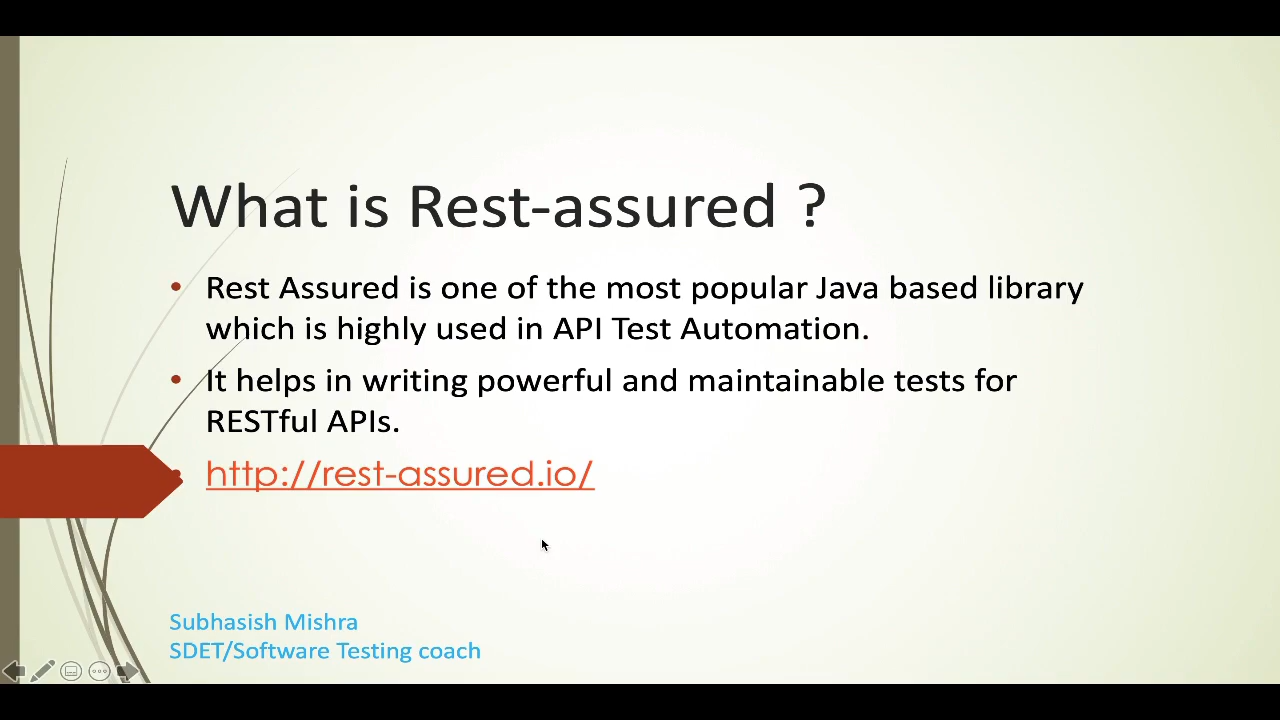 What is Rest-assured ?
• Rest Assured is one of the most popular Java based library
which is highly used in API Test Automation.
• It helps in writing powerful and maintainable tests for
RESTful APIs.
• http://rest-assured.io/
Subhasish Mishra
SDET/Software Testing coach